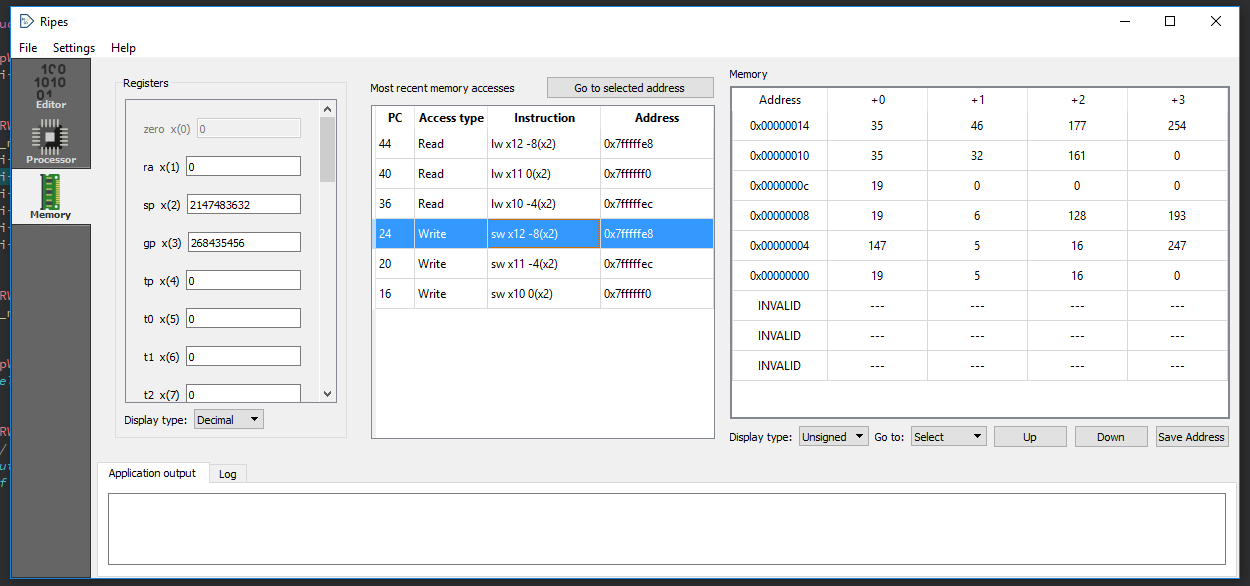 Ripes
File Settings Help
Editor
Processor
Memory
Registers
zero x(0) 0
ra x(1) 0
sp x(2) 2147483632
gp x(3) 268435456
tp x(4) 0
t0 x(5) 0
t1 x(6) 0
t2 x(7) 0
Display type: Decimal
Most recent memory accesses Go to selected address
PC Access type Instruction Address
44 Read lw x12 -8(x2) 0x7fffffe8
40 Read lw x11 0(x2) 0x7ffffff0
36 Read lw x10 -4(x2) 0x7fffffec
24 Write sw x12 -8(x2) 0x7fffffe8
20 Write sw x11 -4(x2) 0x7fffffec
16 Write sw x10 0(x2) 0x7ffffff0
Memory
Address +0 +1 +2 +3
0x00000014 35 46 177 254
0x00000010 35 32 161 0
0x0000000c 19 0 0 0
0x00000008 19 6 128 193
0x00000004 147 5 16 247
0x00000000 19 5 16 0
INVALID --- --- --- ---
INVALID --- --- --- ---
INVALID --- --- --- ---
Display type: Unsigned Go to: Select Up Down Save Address
Application output Log